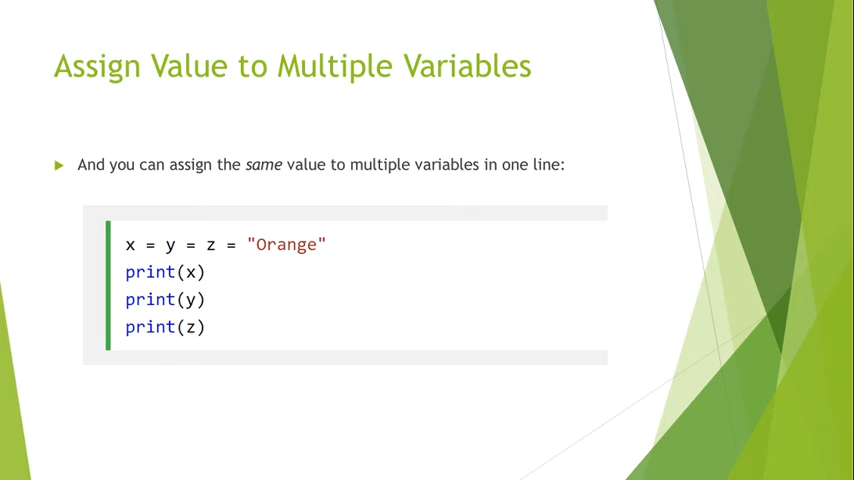 Assign Value to Multiple Variables
And you can assign the same value to multiple variables in one line:
x = y = z = "Orange"
print(x)
print(y)
print(z)